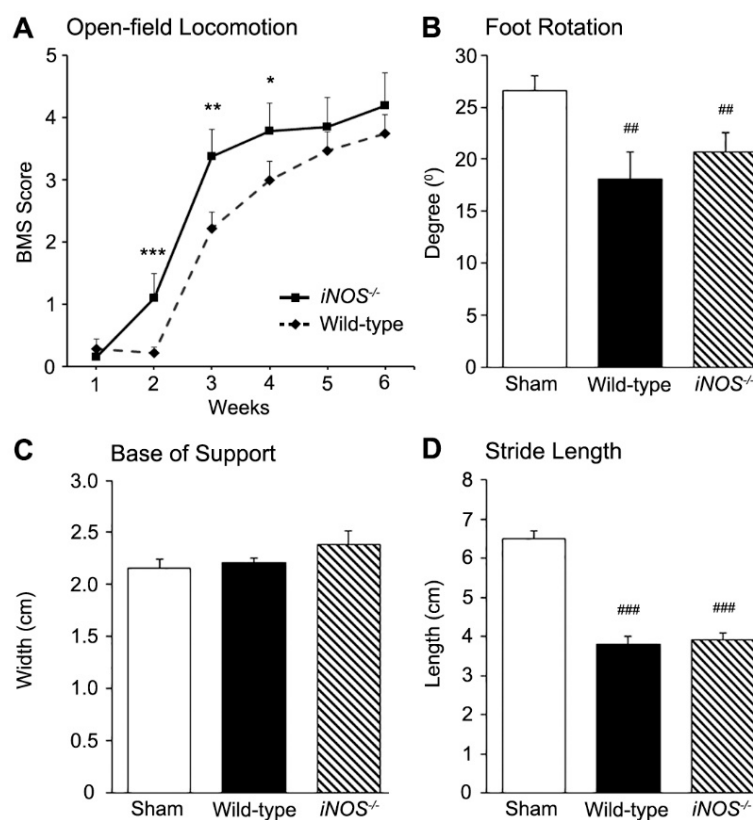 A Open-field Locomotion
5
4
3
2
1
0
BMS Score
***
**
*
iNOS-/-
Wild-type
1 2 3 4 5 6
Weeks
B Foot Rotation
30
25
20
15
10
5
0
Degree (⁰)
##
##
Sham Wild-type iNOS-/-
C Base of Support
3.0
2.5
2.0
1.5
1.0
0.5
0
Width (cm)
Sham Wild-type iNOS-/-
D Stride Length
8
7
6
5
4
3
2
1
0
Length (cm)
###
###
Sham Wild-type iNOS-/-